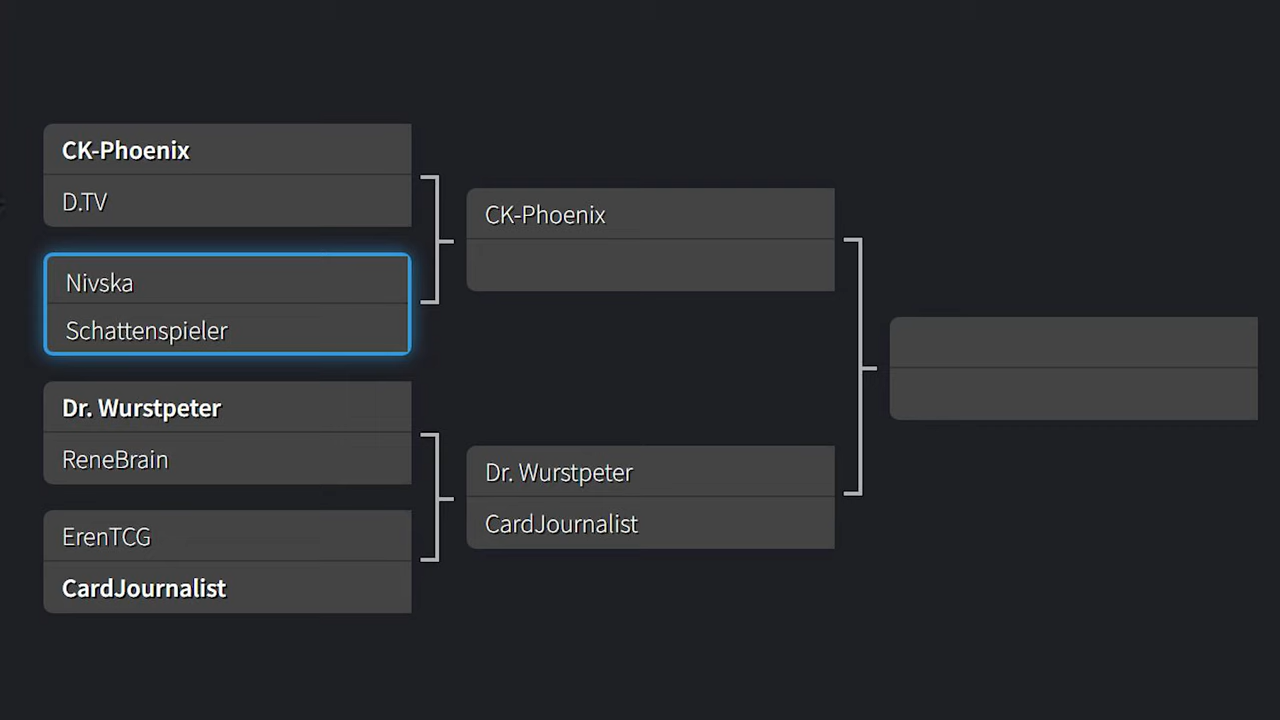 CK-Phoenix
D.TV
Nivska
Schattenspieler
Dr. Wurstpeter
ReneBrain
ErenTCG
CardJournalist
CK-Phoenix
Dr. Wurstpeter
CardJournalist